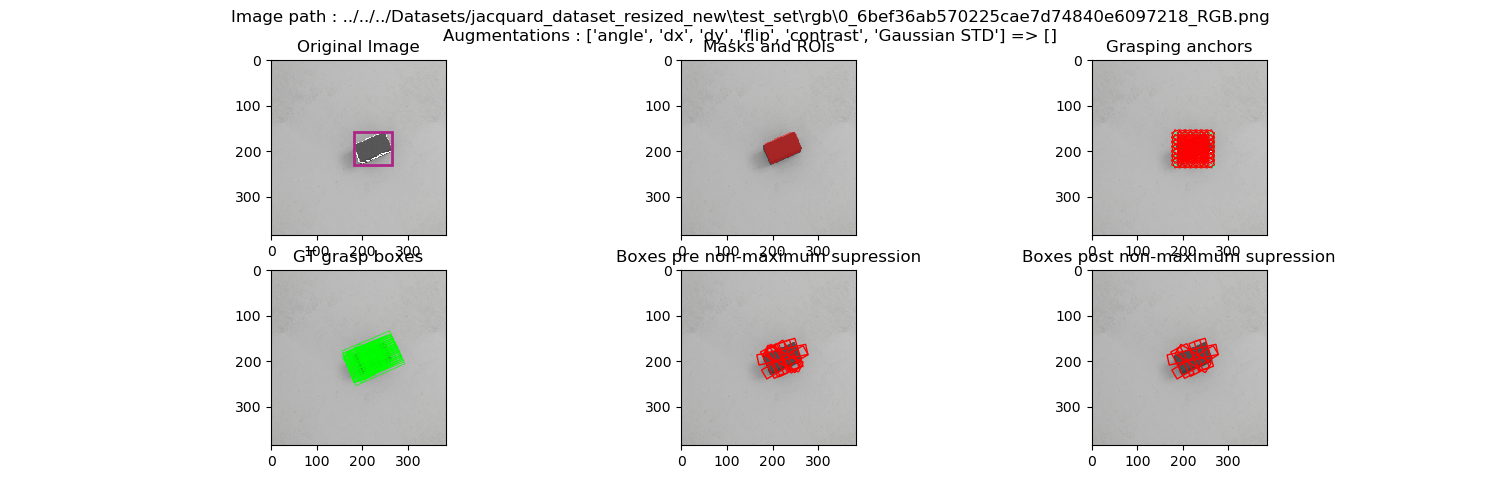 Image path : ../../../Datasets/jacquard_dataset_resized_new\test_set\rgb\0_6bef36ab570225cae7d74840e6097218_RGB.png
Augmentations : ['angle', 'dx', 'dy', 'flip', 'contrast', 'Gaussian STD'] => []
Original Image
Masks and ROIs
Grasping anchors
0
100
200
300
0 100 200 300
0
100
200
300
0 100 200 300
0
100
200
300
0 100 200 300
GT grasp boxes
Boxes pre non-maximum supression
Boxes post non-maximum supression
0
100
200
300
0 100 200 300
0
100
200
300
0 100 200 300
0
100
200
300
0 100 200 300